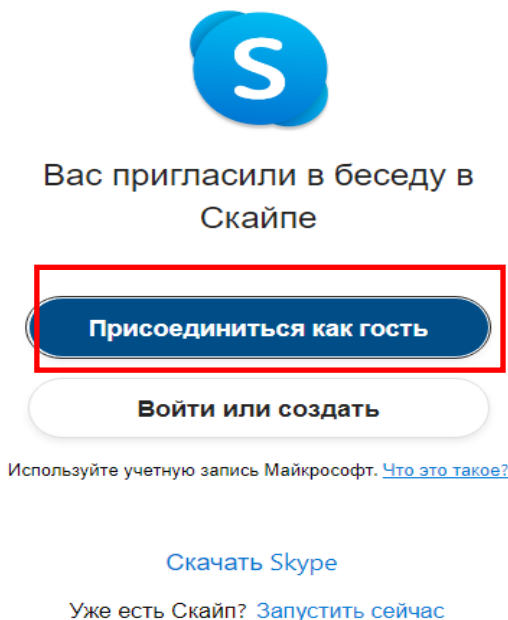 S
Вас пригласили в беседу в
Скайпе
Присоединиться как гость
Войти или создать
Используйте учетную запись Майкрософт. Что это такое?
Скачать Skype
Уже есть Скайп? Запустить сейчас